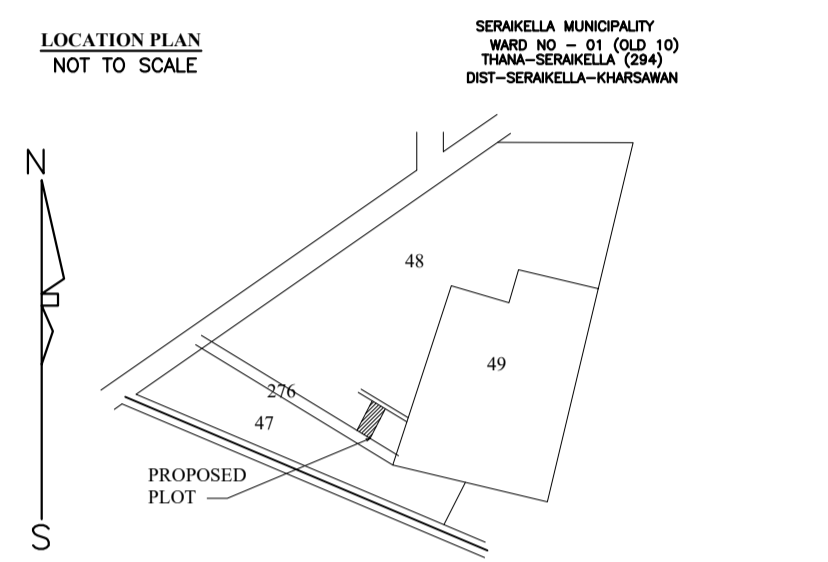 LOCATION PLAN
NOT TO SCALE
SERAIKELLA MUNICIPALITY
WARD NO - 01 (OLD 10)
THANA-SERAIKELLA (294)
DIST-SERAIKELLA-KHARSAWAN
N
48
49
276
47
PROPOSED
PLOT
S